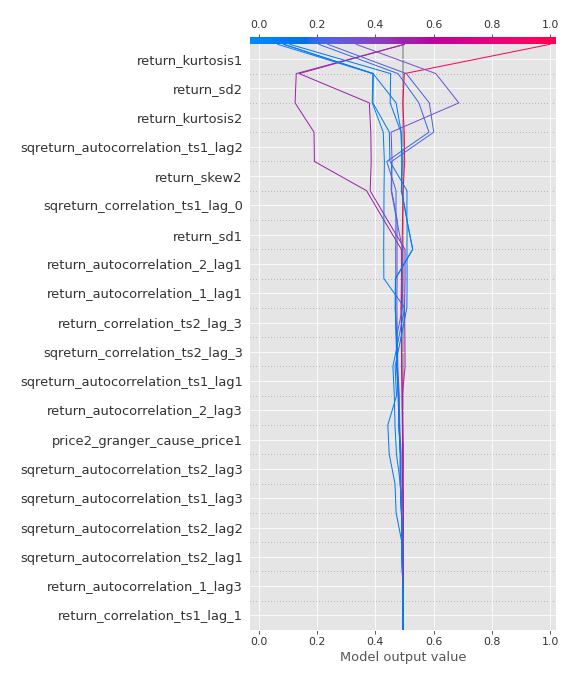 0.0 0.2 0.4 0.6 0.8 1.0
return_kurtosis1
return_sd2
return_kurtosis2
sqreturn_autocorrelation_ts1_lag2
return_skew2
sqreturn_correlation_ts1_lag_0
return_sd1
return_autocorrelation_2_lag1
return_autocorrelation_1_lag1
return_correlation_ts2_lag_3
sqreturn_correlation_ts2_lag_3
sqreturn_autocorrelation_ts1_lag1
return_autocorrelation_2_lag3
price2_granger_cause_price1
sqreturn_autocorrelation_ts2_lag3
sqreturn_autocorrelation_ts1_lag3
sqreturn_autocorrelation_ts2_lag2
sqreturn_autocorrelation_ts2_lag1
return_autocorrelation_1_lag3
return_correlation_ts1_lag_1
0.0 0.2 0.4 0.6 0.8 1.0
Model output value